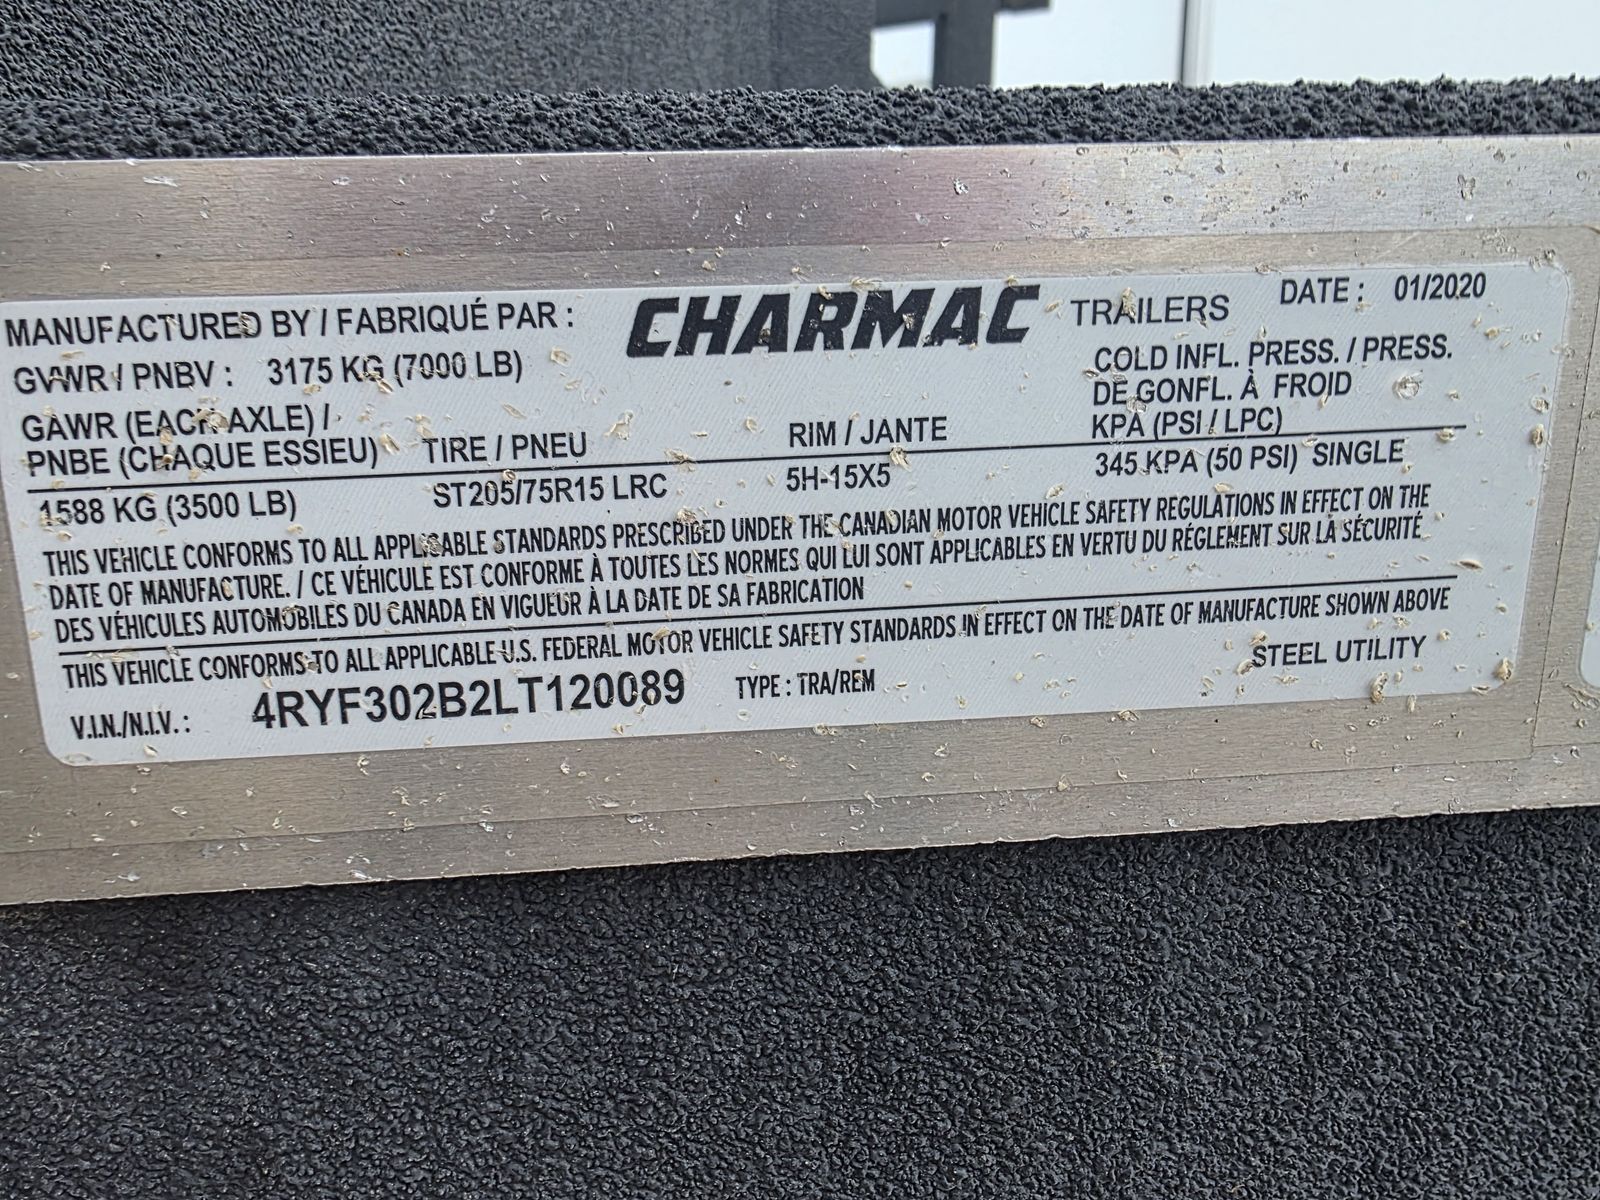 MANUFACTURED BY / FABRIQUÉ PAR : CHARMAC TRAILERS DATE : 01/2020
GVWR / PNBV : 3175 KG (7000 LB)
COLD INFL. PRESS. / PRESS.
DE GONFL. À FROID
KPA (PSI / LPC)
GAWR (EACH AXLE) /
PNBE (CHAQUE ESSIEU) TIRE / PNEU RIM / JANTE
1588 KG (3500 LB) ST205/75R15 LRC 5H-15X5 345 KPA (50 PSI) SINGLE
THIS VEHICLE CONFORMS TO ALL APPLICABLE STANDARDS PRESCRIBED UNDER THE CANADIAN MOTOR VEHICLE SAFETY REGULATIONS IN EFFECT ON THE
DATE OF MANUFACTURE. / CE VÉHICULE EST CONFORME À TOUTES LES NORMES QUI LUI SONT APPLICABLES EN VERTU DU RÉGLEMENT SUR LA SÉCURITÉ
DES VÉHICULES AUTOMOBILES DU CANADA EN VIGUEUR À LA DATE DE SA FABRICATION
THIS VEHICLE CONFORMS TO ALL APPLICABLE U.S. FEDERAL MOTOR VEHICLE SAFETY STANDARDS IN EFFECT ON THE DATE OF MANUFACTURE SHOWN ABOVE
V.I.N./N.I.V. : 4RYF302B2LT120089 TYPE : TRA/REM STEEL UTILITY